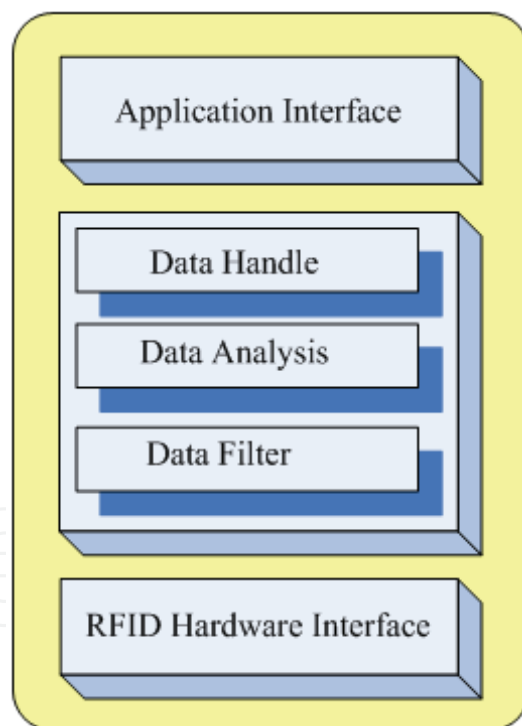 Application Interface
Data Handle
Data Analysis
Data Filter
RFID Hardware Interface